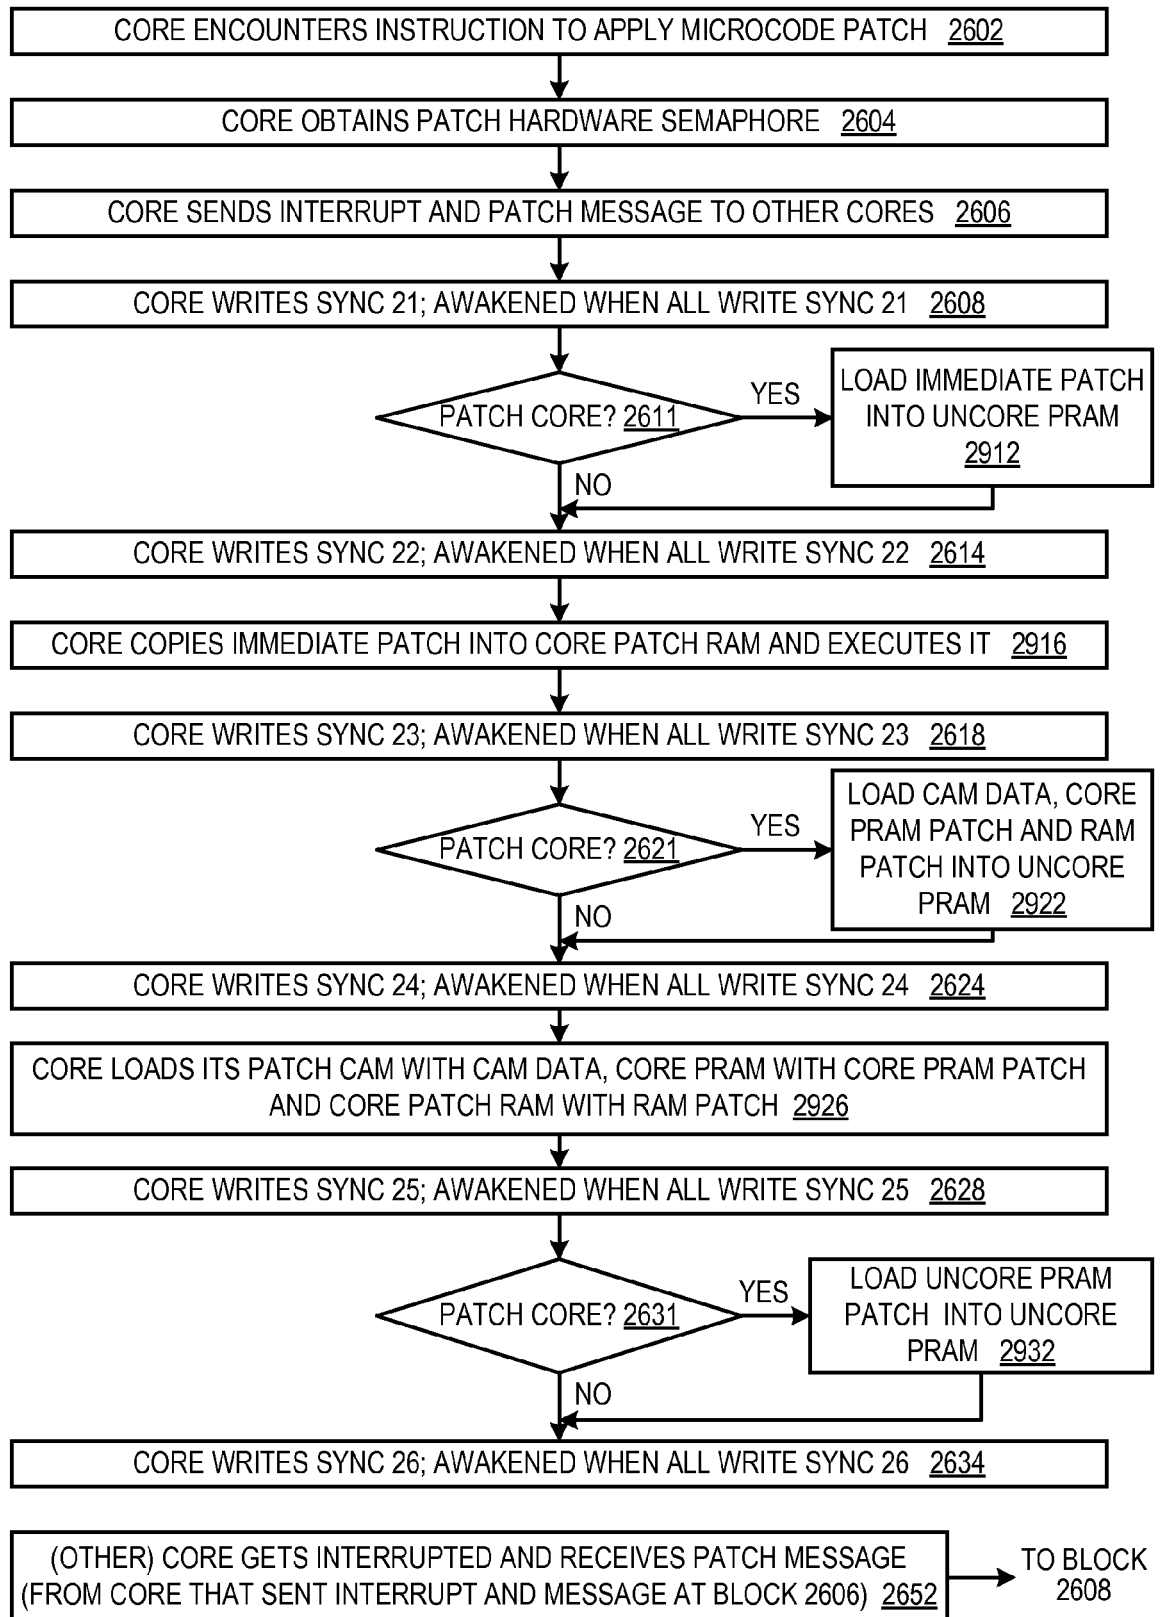 CORE ENCOUNTERS INSTRUCTION TO APPLY MICROCODE PATCH 2602
CORE OBTAINS PATCH HARDWARE SEMAPHORE 2604
CORE SENDS INTERRUPT AND PATCH MESSAGE TO OTHER CORES 2606
CORE WRITES SYNC 21; AWAKENED WHEN ALL WRITE SYNC 21 2608
PATCH CORE? 2611
YES
LOAD IMMEDIATE PATCH
INTO UNCORE PRAM
2912
NO
CORE WRITES SYNC 22; AWAKENED WHEN ALL WRITE SYNC 22 2614
CORE COPIES IMMEDIATE PATCH INTO CORE PATCH RAM AND EXECUTES IT 2916
CORE WRITES SYNC 23; AWAKENED WHEN ALL WRITE SYNC 23 2618
PATCH CORE? 2621
YES
LOAD CAM DATA, CORE
PRAM PATCH AND RAM
PATCH INTO UNCORE
PRAM 2922
NO
CORE WRITES SYNC 24; AWAKENED WHEN ALL WRITE SYNC 24 2624
CORE LOADS ITS PATCH CAM WITH CAM DATA, CORE PRAM WITH CORE PRAM PATCH
AND CORE PATCH RAM WITH RAM PATCH 2926
CORE WRITES SYNC 25; AWAKENED WHEN ALL WRITE SYNC 25 2628
PATCH CORE? 2631
YES
LOAD UNCORE PRAM
PATCH INTO UNCORE
PRAM 2932
NO
CORE WRITES SYNC 26; AWAKENED WHEN ALL WRITE SYNC 26 2634
(OTHER) CORE GETS INTERRUPTED AND RECEIVES PATCH MESSAGE
(FROM CORE THAT SENT INTERRUPT AND MESSAGE AT BLOCK 2606) 2652
TO BLOCK
2608